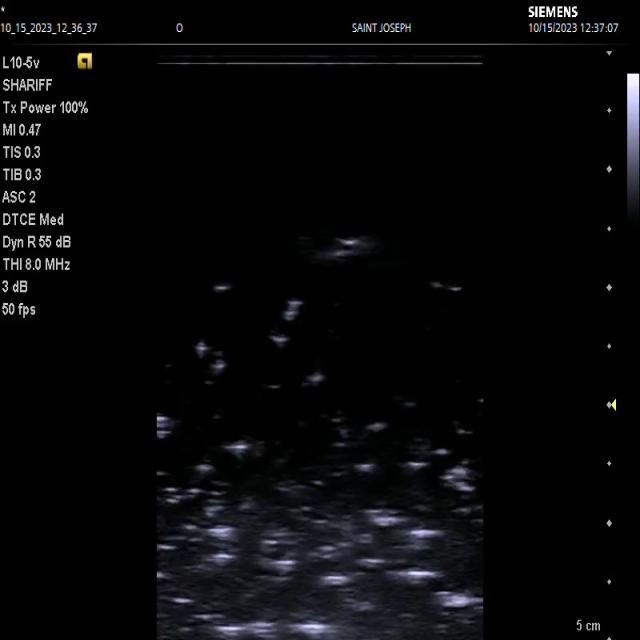 *
SIEMENS
10_15_2023_12_36_37 O SAINT JOSEPH 10/15/2023 12:37:07
L10-5v
SHARIFF
Tx Power 100%
MI 0.47
TIS 0.3
TIB 0.3
ASC 2
DTCE Med
Dyn R 55 dB
THI 8.0 MHz
3 dB
50 fps
5 cm